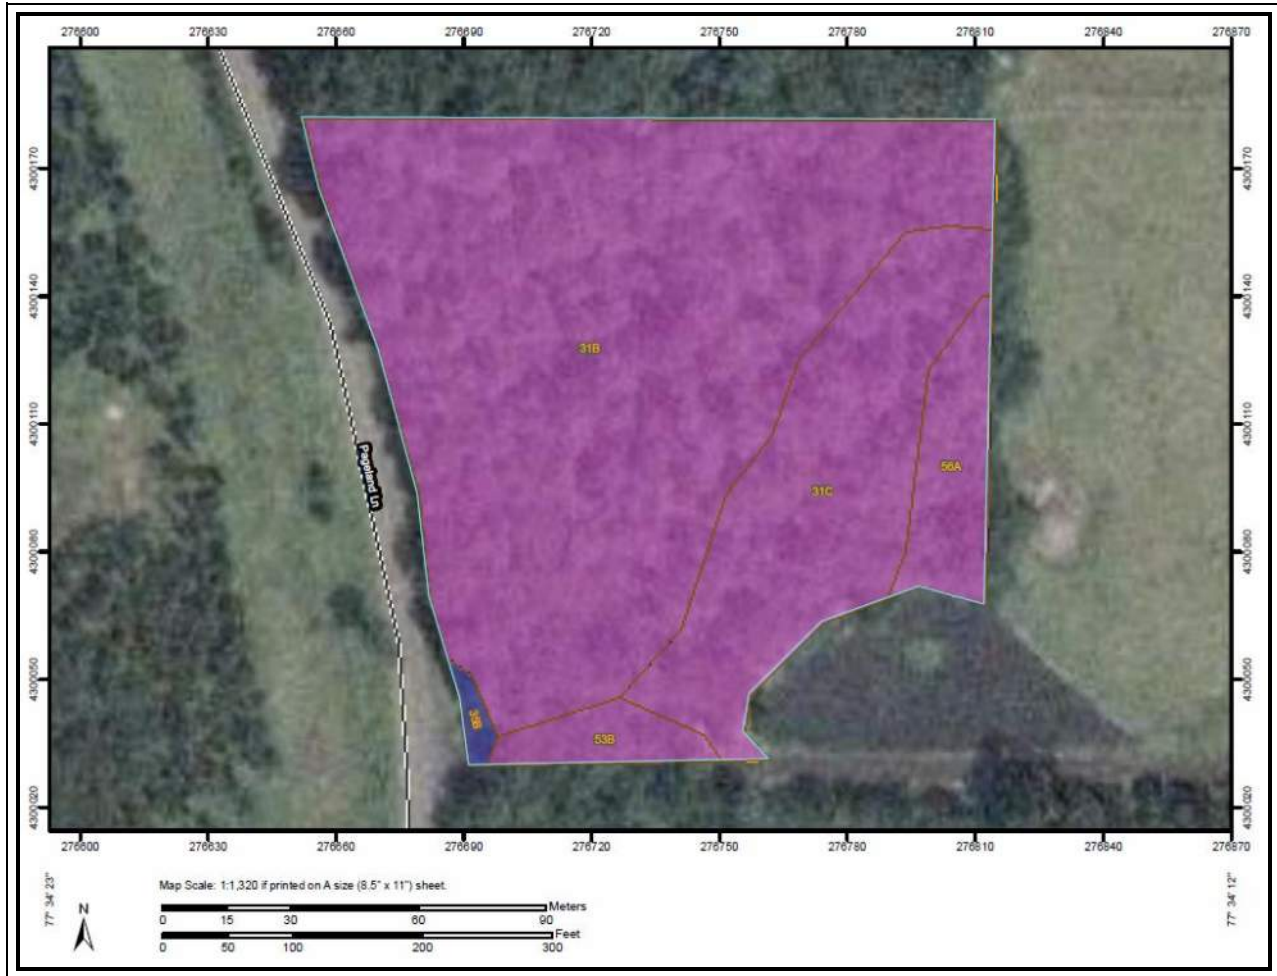 276600 276630 276660 276690 276720 276750 276780 276810 276840 276870
4300170 4300170
4300140 4300140
31B
4300110 4300110
Pageland Ln
56A
31C
4300080 4300080
4300050 4300050
35B
53B
4300020 4300020
276600 276630 276660 276690 276720 276750 276780 276810 276840 276870
77° 34' 23"
77° 34' 12"
Map Scale: 1:1,320 if printed on A size (8.5" x 11") sheet.
N
Meters
0 15 30 60 90
Feet
0 50 100 200 300